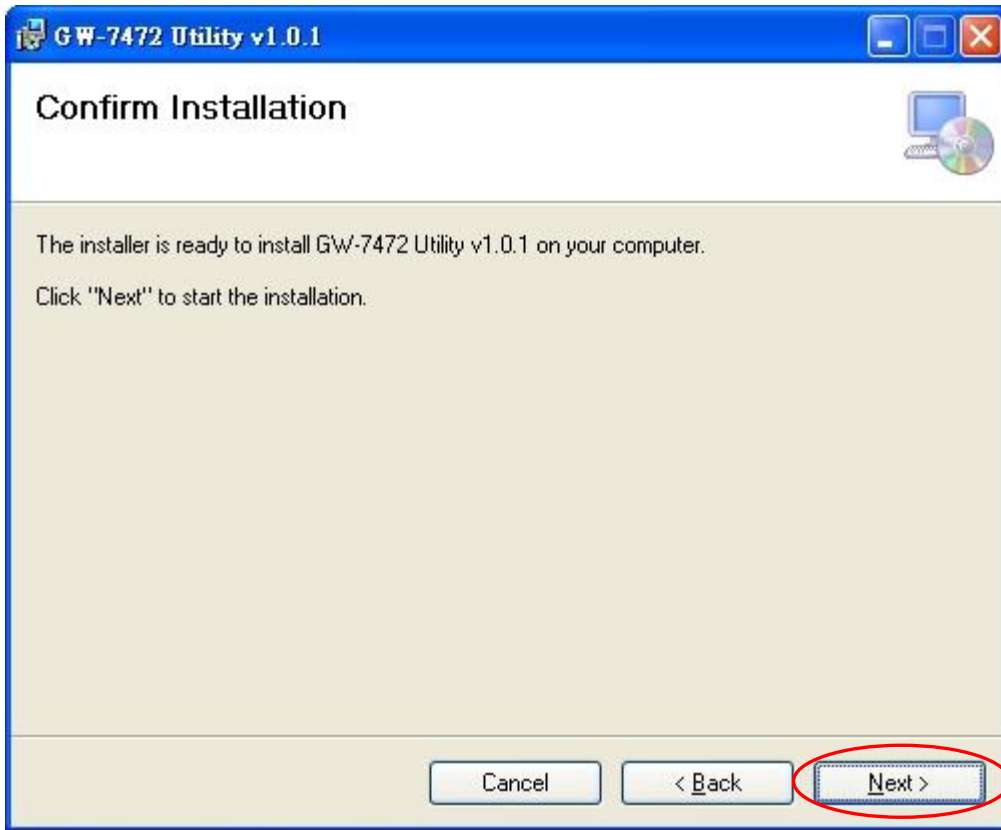 GW-7472 Utility v1.0.1
Confirm Installation
The installer is ready to install GW-7472 Utility v1.0.1 on your computer.
Click "Next" to start the installation.
Cancel < Back Next >